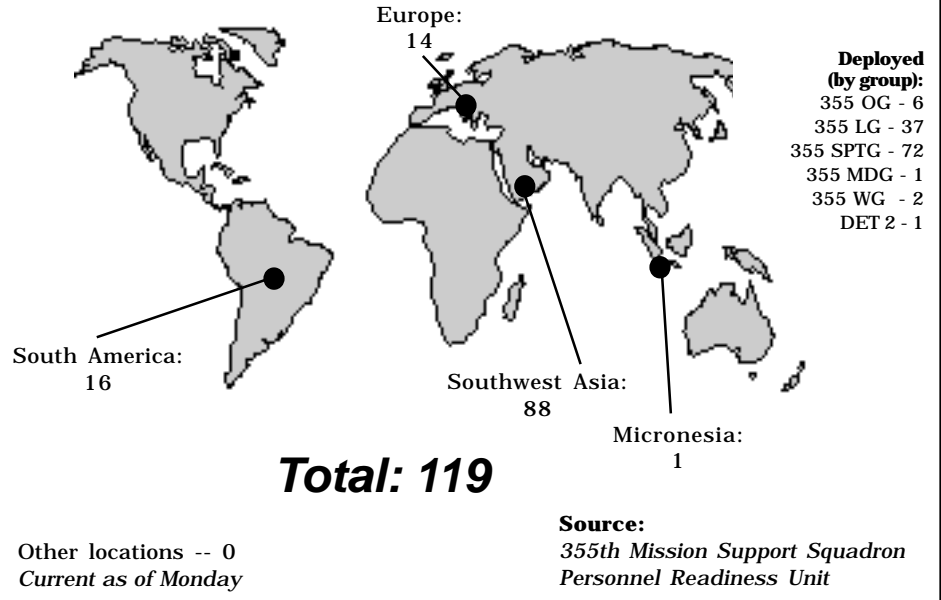 Europe:
14
Deployed
(by group):
355 OG - 6
355 LG - 37
355 SPTG - 72
355 MDG - 1
355 WG - 2
DET 2 - 1
South America:
16
Southwest Asia:
88
Micronesia:
1
Total: 119
Other locations -- 0
Current as of Monday
Source:
355th Mission Support Squadron
Personnel Readiness Unit